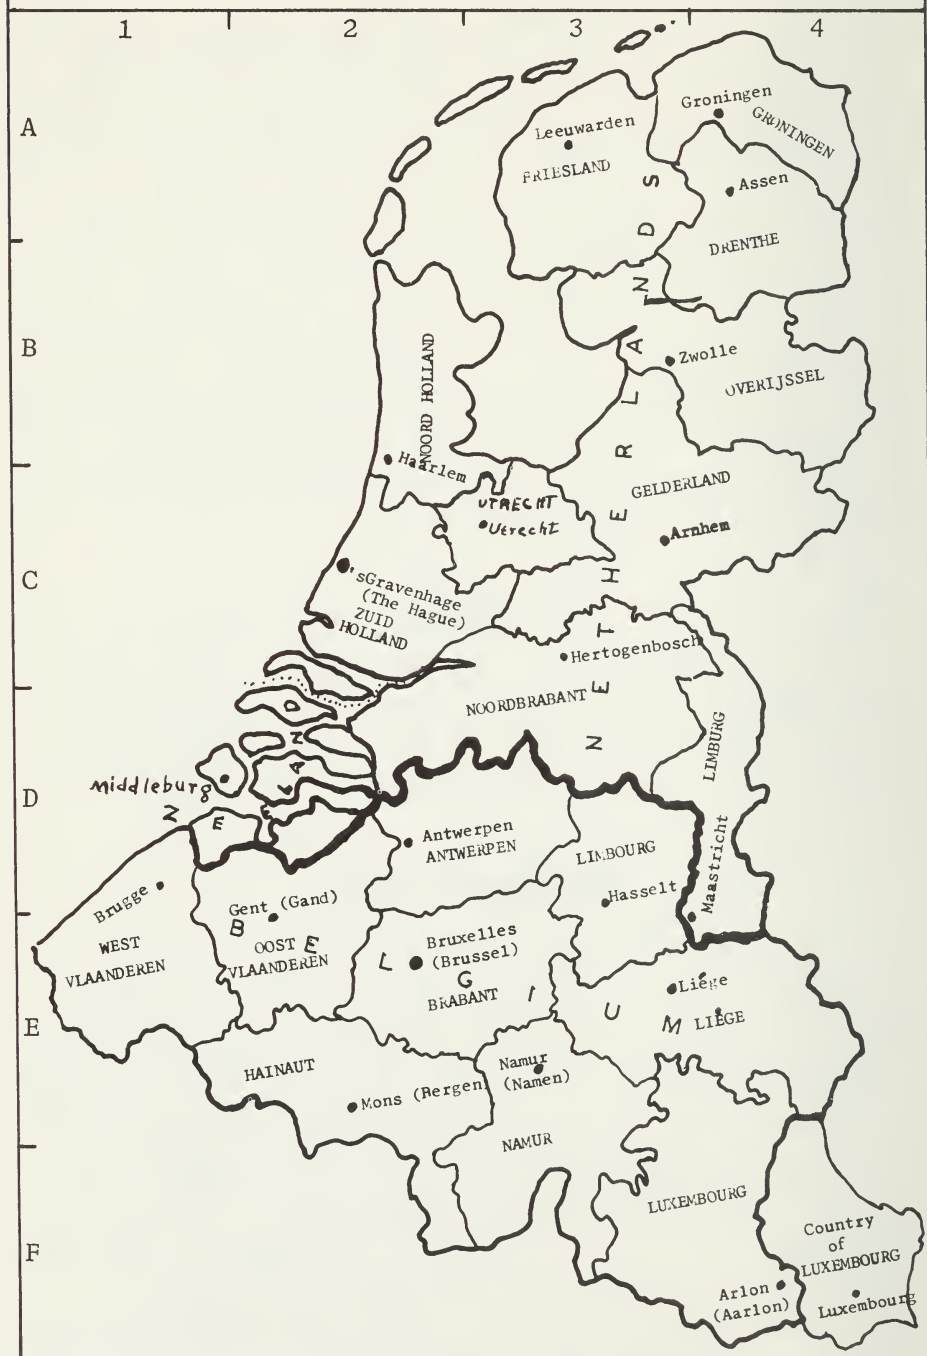 1 2 3 4
A
B
C
D
E
F
Leeuwarden
FRIESLAND
Groningen
GRONINGEN
Assen
DRENTHE
NOORD HOLLAND
Haarlem
Zwolle
OVERIJSSEL
UTRECHT
Utrecht
GELDERLAND
Arnhem
'sGravenhage
(The Hague)
ZUID
HOLLAND
Hertogenbosch
NOORDBRABANT
LIMBURG
Maastricht
NETHERLANDS
Middleburg
ZEELAND
Brugge
WEST
VLAANDEREN
Gent (Gand)
OOST
VLAANDEREN
Antwerpen
ANTWERPEN
LIMBOURG
Hasselt
Bruxelles
(Brussel)
BRABANT
BELGIUM
Liége
LIÉGE
HAINAUT
Mons (Bergen)
Namur
(Namen)
NAMUR
LUXEMBOURG
Arlon
(Aarlon)
Country
of
LUXEMBOURG
Luxembourg